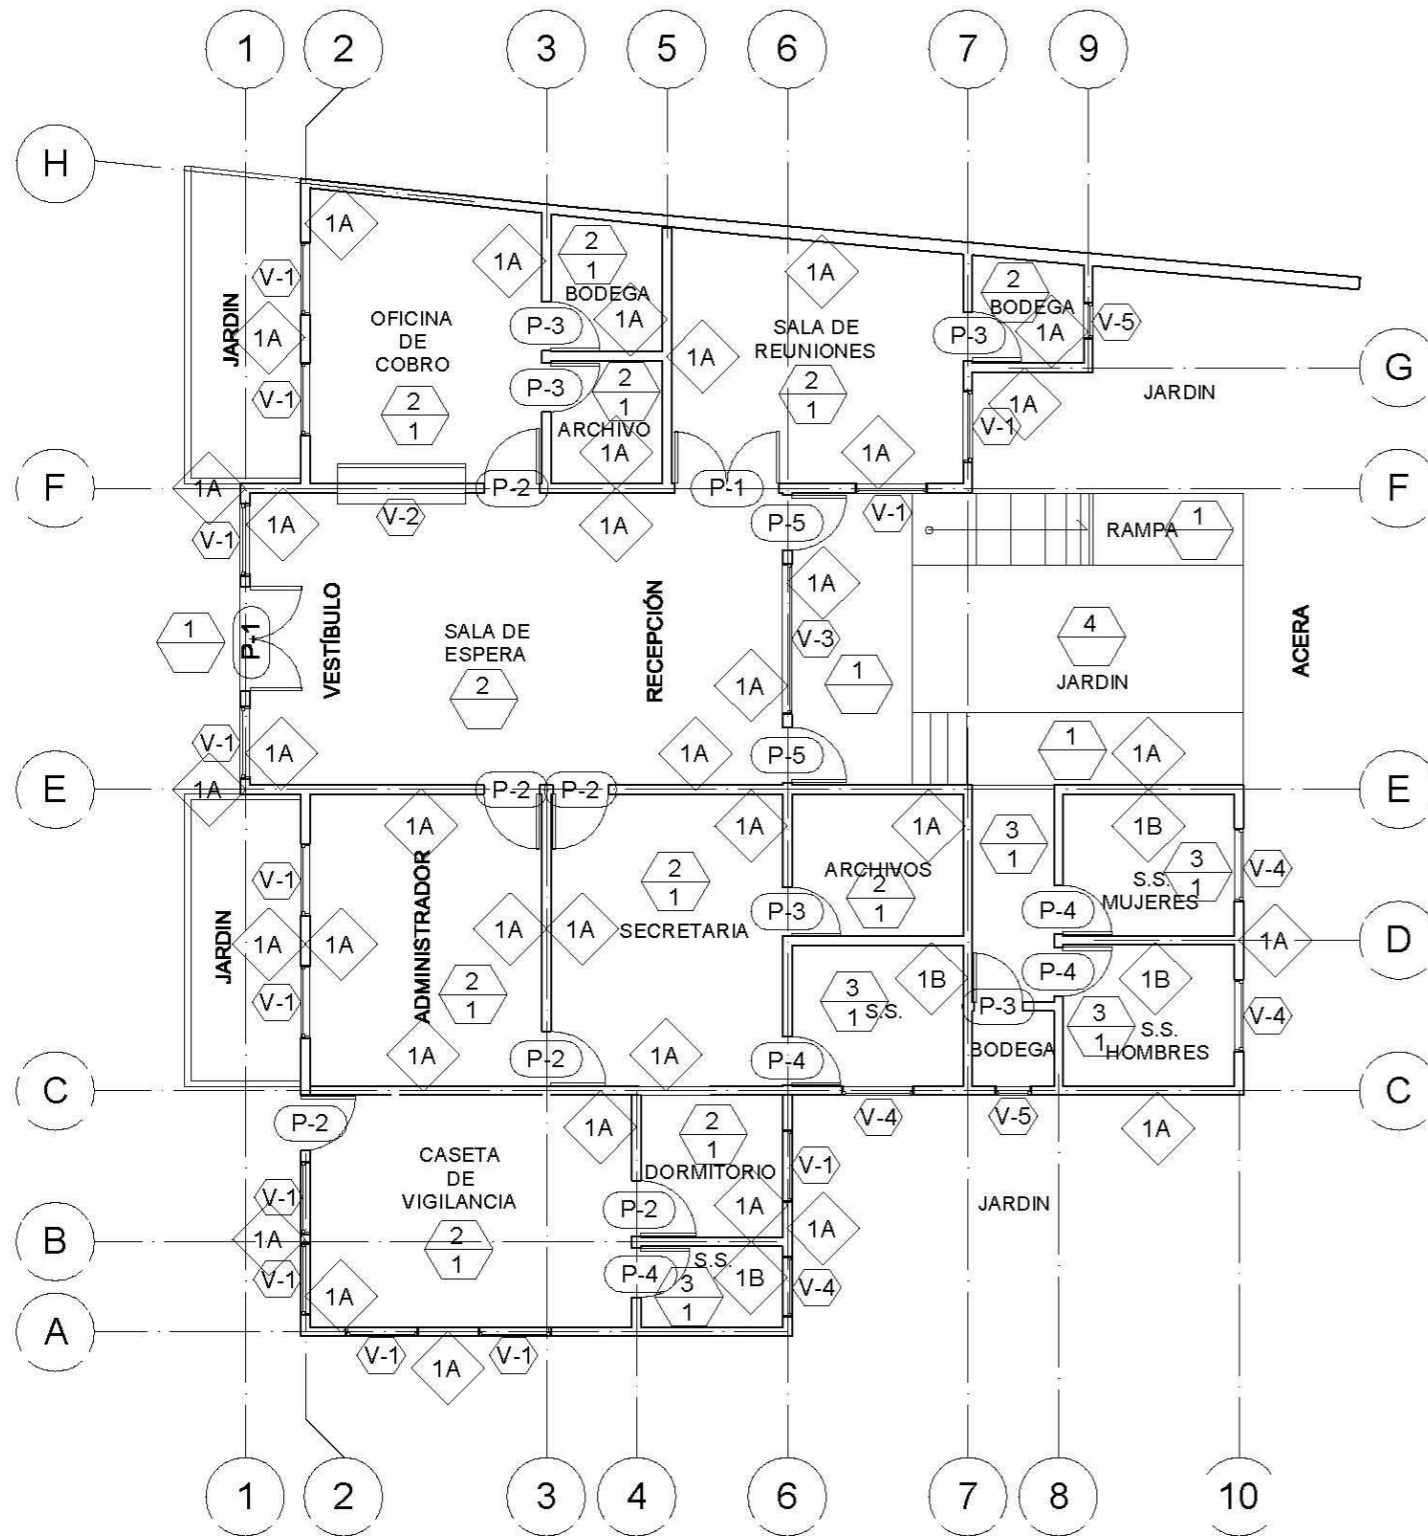 1 2 3 5 6 7 9
H
1A
1A
2
1
BODEGA
1A
2
BODEGA
V-1
JARDIN
1A
OFICINA
DE
COBRO
2
1
P-3
1A
P-3
2
1
ARCHIVO
1A
1A
SALA DE
REUNIONES
2
1
P-3
1A
V-5
G
JARDIN
V-1
1A
V-1
1A
F
1A
P-2
P-1
F
V-1
1A
V-2
1A
P-5
V-1
RAMPA
1
1A
1
P-1
VESTÍBULO
SALA DE
ESPERA
2
RECEPCIÓN
V-3
4
JARDIN
ACERA
1A
1
V-1
1A
1A
P-5
1
1A
E
1A
P-2
P-2
E
V-1
1A
1A
1A
3
1
1B
ADMINISTRADOR
2
1
SECRETARIA
ARCHIVOS
2
1
3
1
S.S.
MUJERES
V-4
P-3
P-4
JARDIN
1A
1A
1A
1A
1A
D
V-1
2
1
3
1
S.S.
1B
P-4
1B
P-3
3
1
S.S.
HOMBRES
V-4
1A
P-2
1A
P-4
BODEGA
C
C
P-2
1A
2
1
DORMITORIO
V-4
V-5
1A
CASETA
DE
VIGILANCIA
V-1
V-1
1A
P-2
1A
1A
JARDIN
B
2
1
V-1
1A
P-4
S.S.
3
1
1B
V-4
A
V-1
1A
V-1
1 2 3 4 6 7 8 10